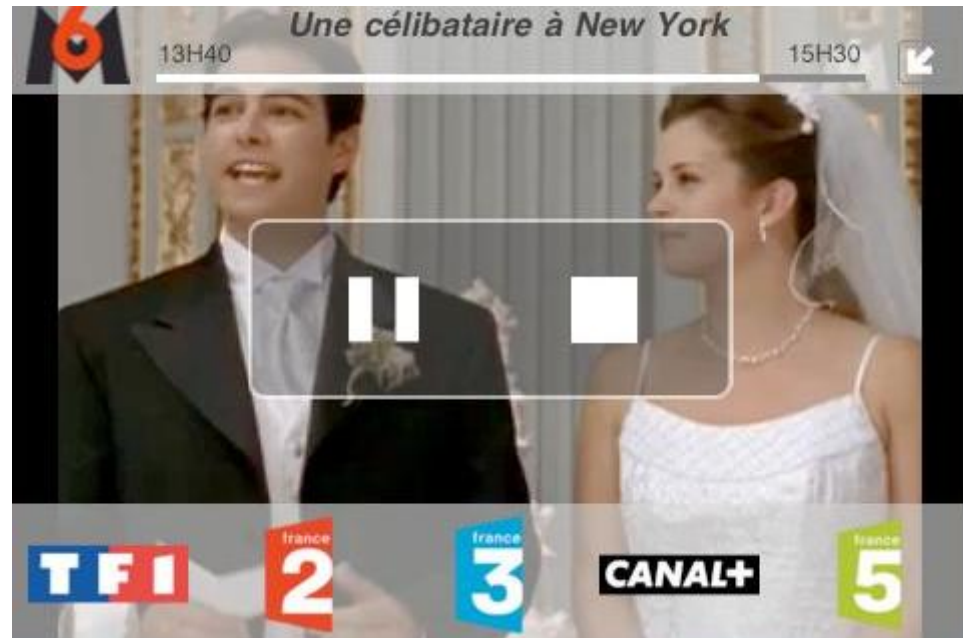 M6
Une célibataire à New York
13H40
15H30
TF1
france
2
france
3
CANAL+
france
5